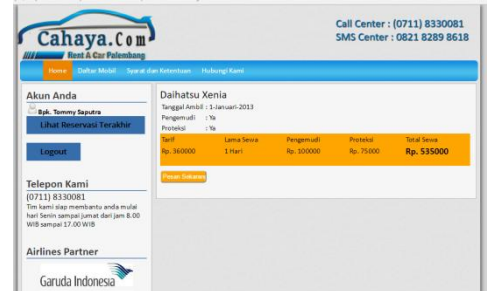 Cahaya.Com
Rent A Car Palembang
Call Center : (0711) 8330081
SMS Center : 0821 8289 8618
Home Daftar Mobil Syarat dan Ketentuan Hubungi Kami
Akun Anda
Bpk. Tommy Saputra
Lihat Reservasi Terakhir
Logout
Telepon Kami
(0711) 8330081
Tim kami siap membantu anda mulai
hari Senin sampai jumat dari jam 8.00
WIB sampai 17.00 WIB
Airlines Partner
Garuda Indonesia
Daihatsu Xenia
Tanggal Ambil : 1-Januari-2013
Pengemudi : Ya
Proteksi : Ya
Tarif Lama Sewa Pengemudi Proteksi Total Sewa
Rp. 360000 1 Hari Rp. 100000 Rp. 75000 Rp. 535000
Pesan Sekarang